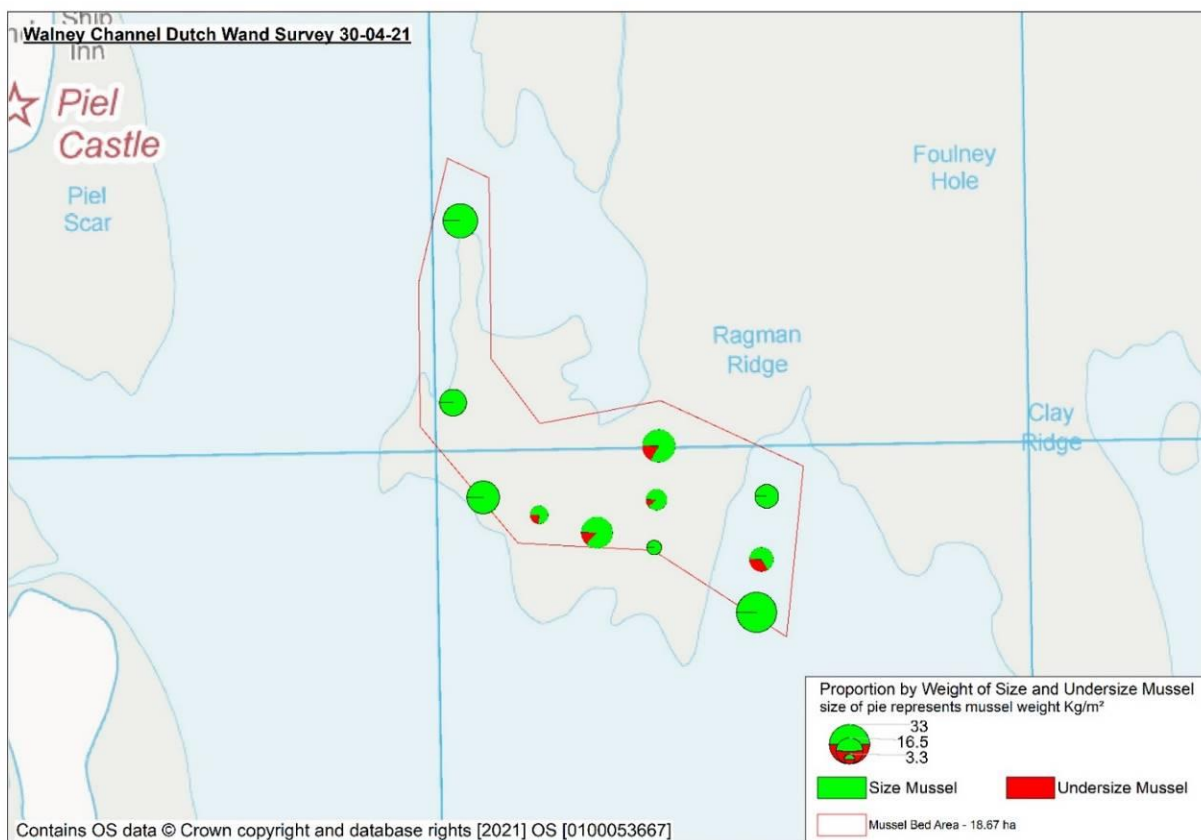 Ship
Inn
Walney Channel Dutch Wand Survey 30-04-21
Piel
Castle
Piel
Scar
Foulney
Hole
Ragman
Ridge
Clay
Ridge
Proportion by Weight of Size and Undersize Mussel
size of pie represents mussel weight Kg/m²
33
16.5
3.3
Size Mussel
Undersize Mussel
Mussel Bed Area - 18.67 ha
Contains OS data © Crown copyright and database rights [2021] OS [0100053667]